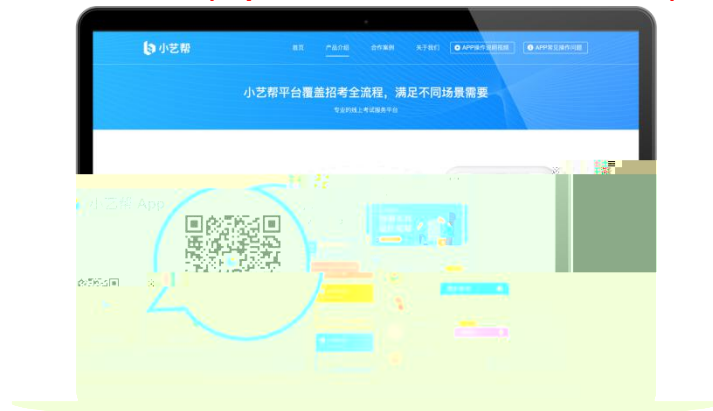 小艺帮
首页
产品介绍
合作案例
关于我们
APP操作说明视频
APP常见操作问题
小艺帮平台覆盖招考全流程，满足不同场景需要
专业的线上考试服务平台
小艺帮 App